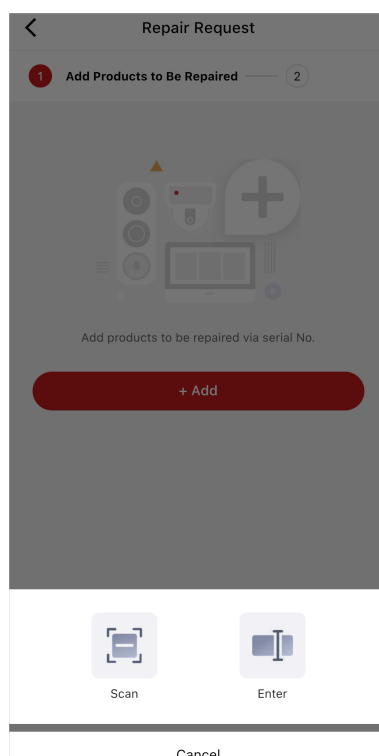 Repair Request
1 Add Products to Be Repaired 2
Add products to be repaired via serial No.
+ Add
Scan Enter
Cancel